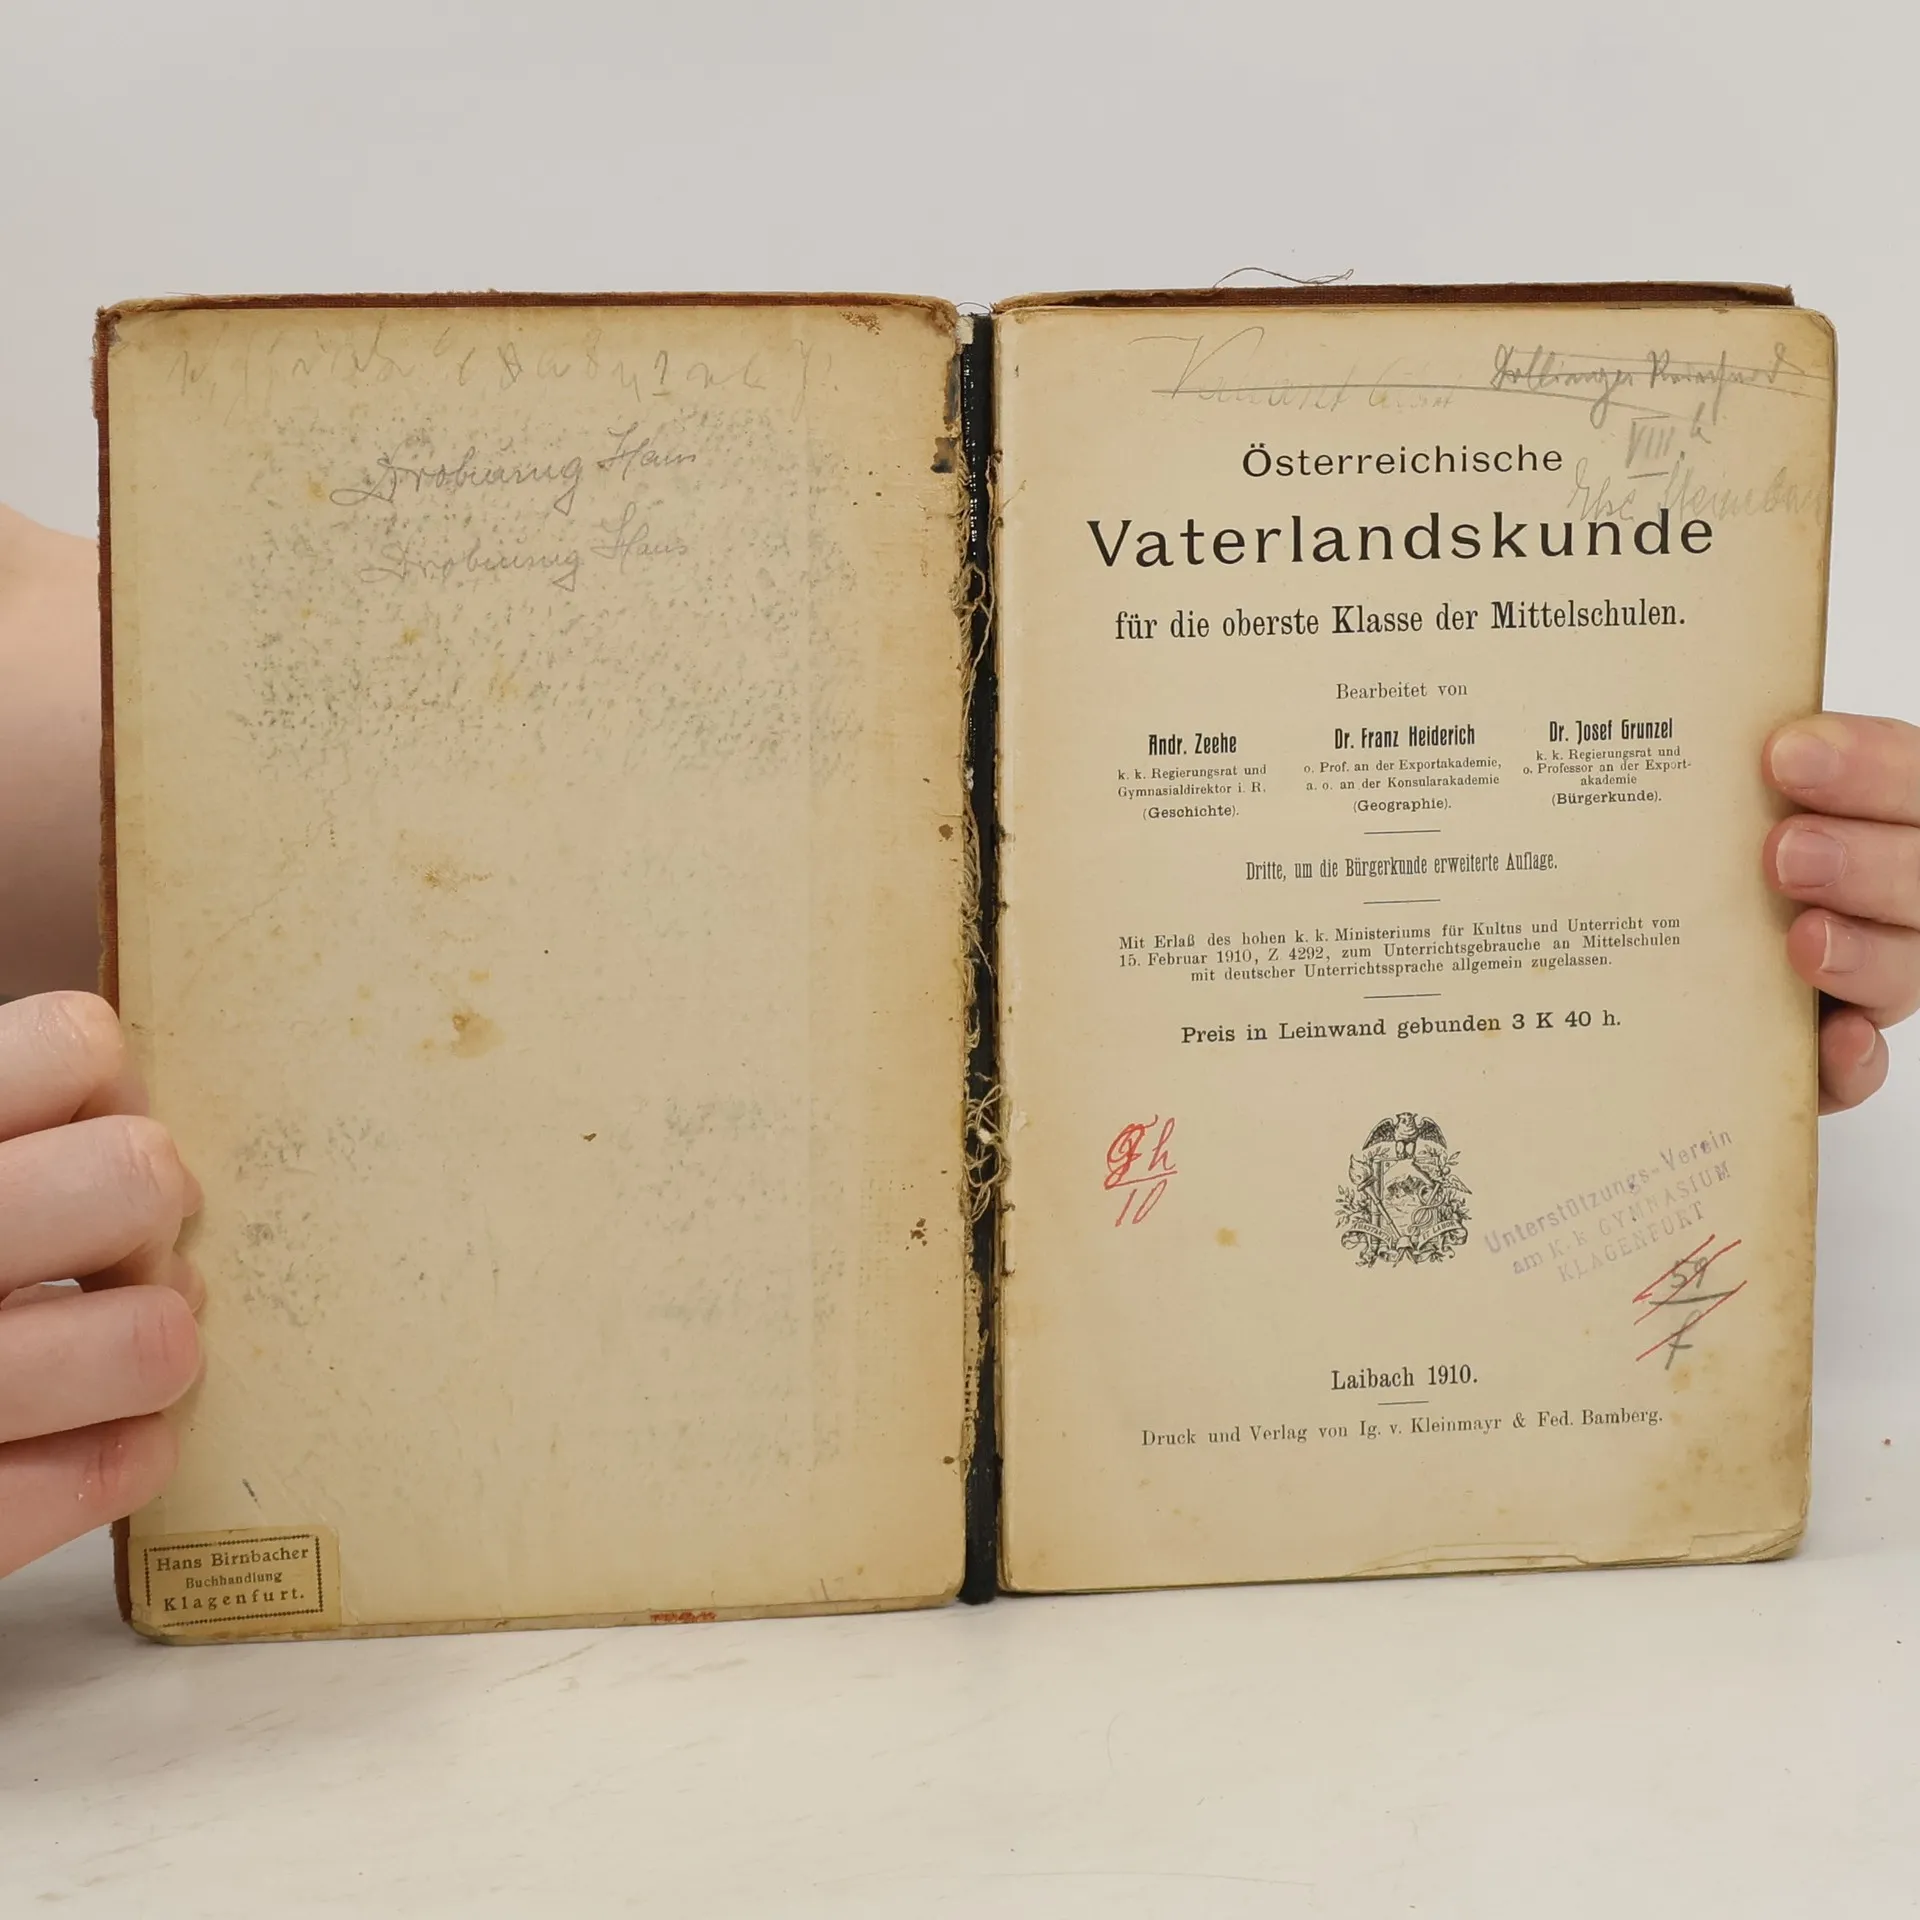 Hans
Hans
Hans Birnbacher
Buchhandlung
Klagenfurt.
VIII. b
Österreichische
Vaterlandskunde
für die oberste Klasse der Mittelschulen.
Bearbeitet von
Andr. Zeehe
k. k. Regierungsrat und
Gymnasialdirektor i. R.
(Geschichte).
Dr. Franz Heiderich
o. Prof. an der Exportakademie,
a. o. an der Konsularakademie
(Geographie).
Dr. Josef Grunzel
k. k. Regierungsrat und
o. Professor an der Export-
akademie
(Bürgerkunde).
Dritte, um die Bürgerkunde erweiterte Auflage.
Mit Erlaß des hohen k. k. Ministeriums für Kultus und Unterricht vom
15. Februar 1910, Z. 4292, zum Unterrichtsgebrauche an Mittelschulen
mit deutscher Unterrichtssprache allgemein zugelassen.
Preis in Leinwand gebunden 3 K 40 h.
10
ET LABOR
Unterstützungs-Verein
am K. k. GYMNASIUM
KLAGENFURT
59
f
Laibach 1910.
Druck und Verlag von Ig. v. Kleinmayr & Fed. Bamberg.